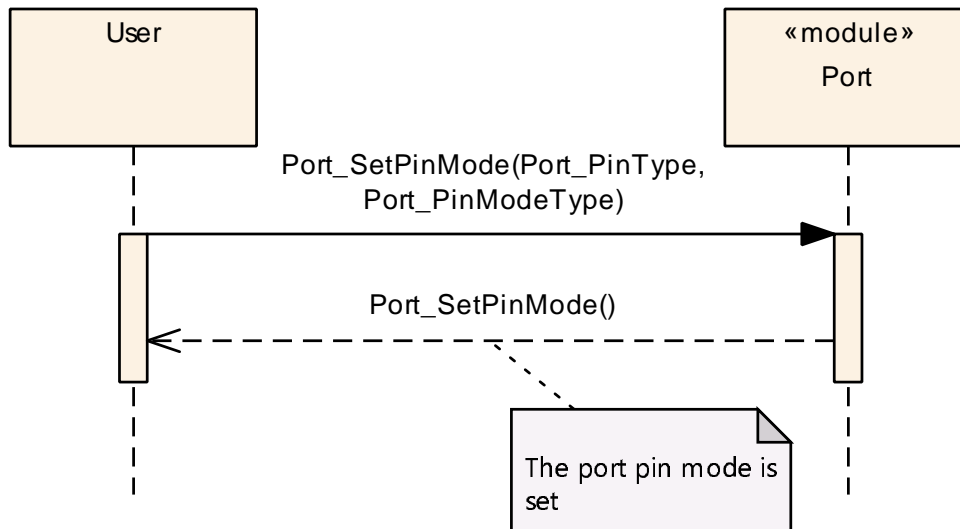 User
«module»
Port
Port_SetPinMode(Port_PinType,
Port_PinModeType)
Port_SetPinMode()
The port pin mode is
set